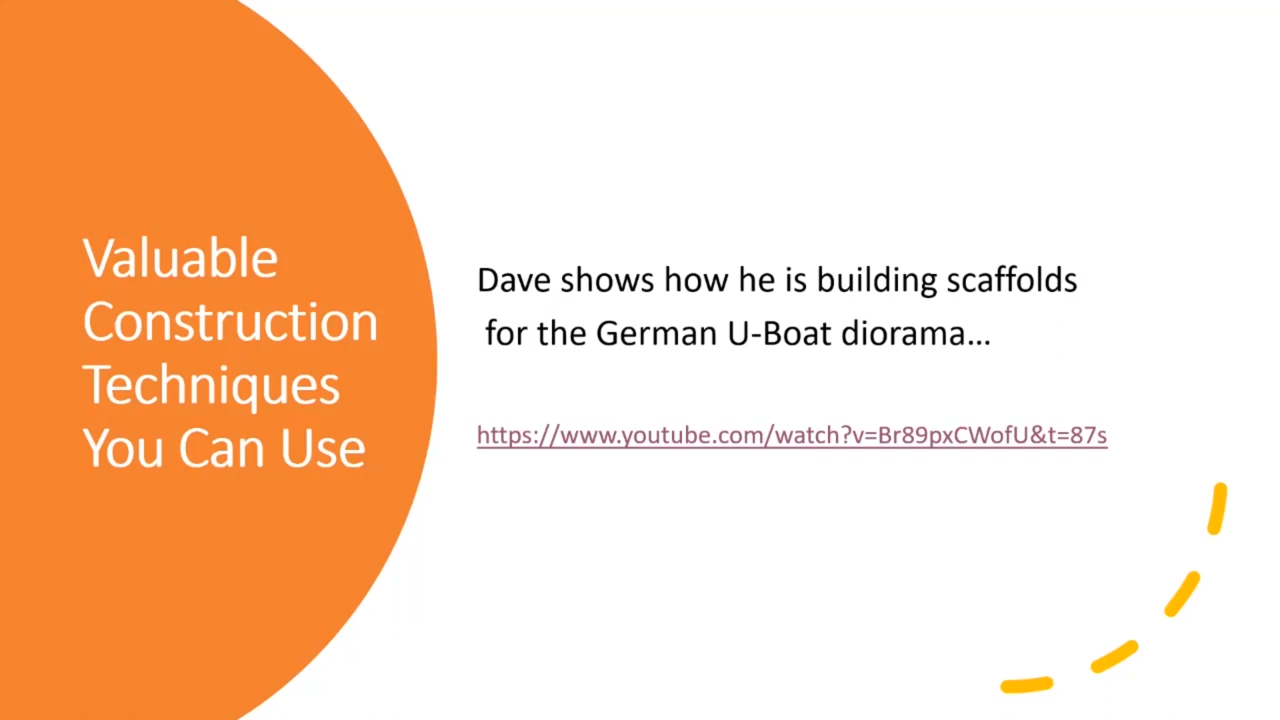 Valuable
Construction
Techniques
You Can Use
Dave shows how he is building scaffolds
for the German U-Boat diorama...
https://www.youtube.com/watch?v=Br89pxCWofU&t=87s